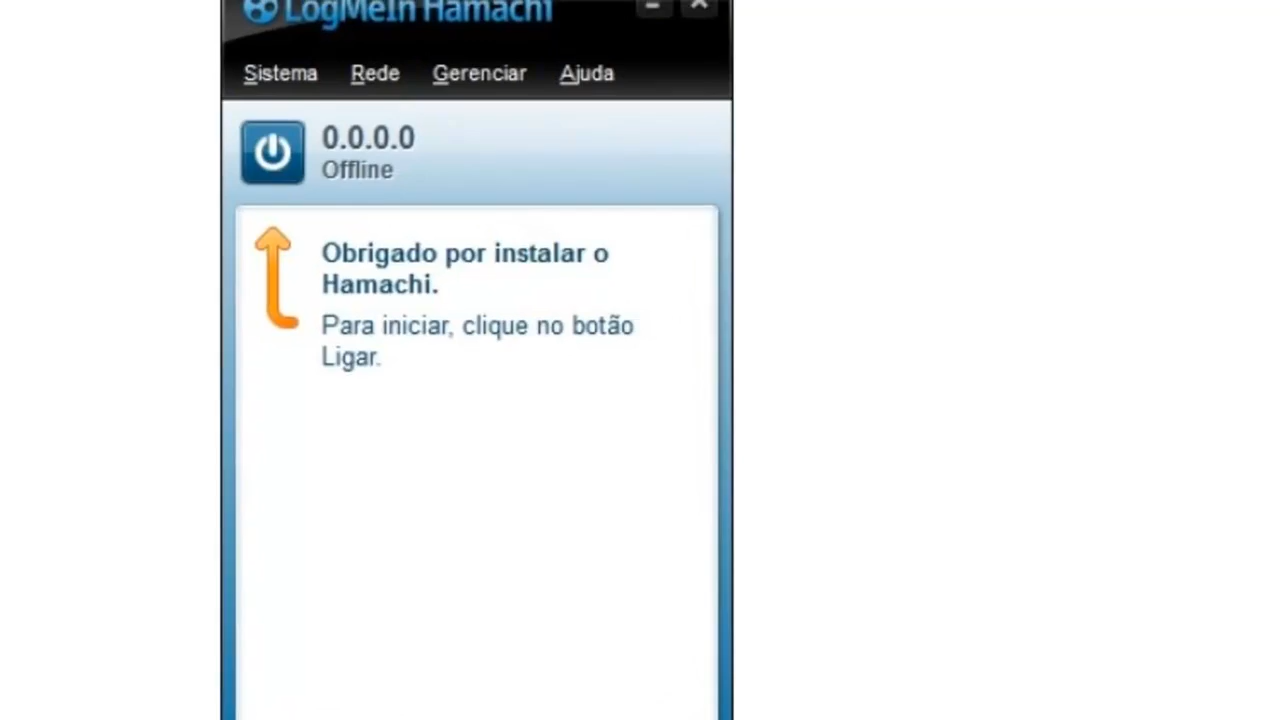 LogMeIn Hamachi
Sistema Rede Gerenciar Ajuda
0.0.0.0
Offline
Obrigado por instalar o
Hamachi.
Para iniciar, clique no botão
Ligar.